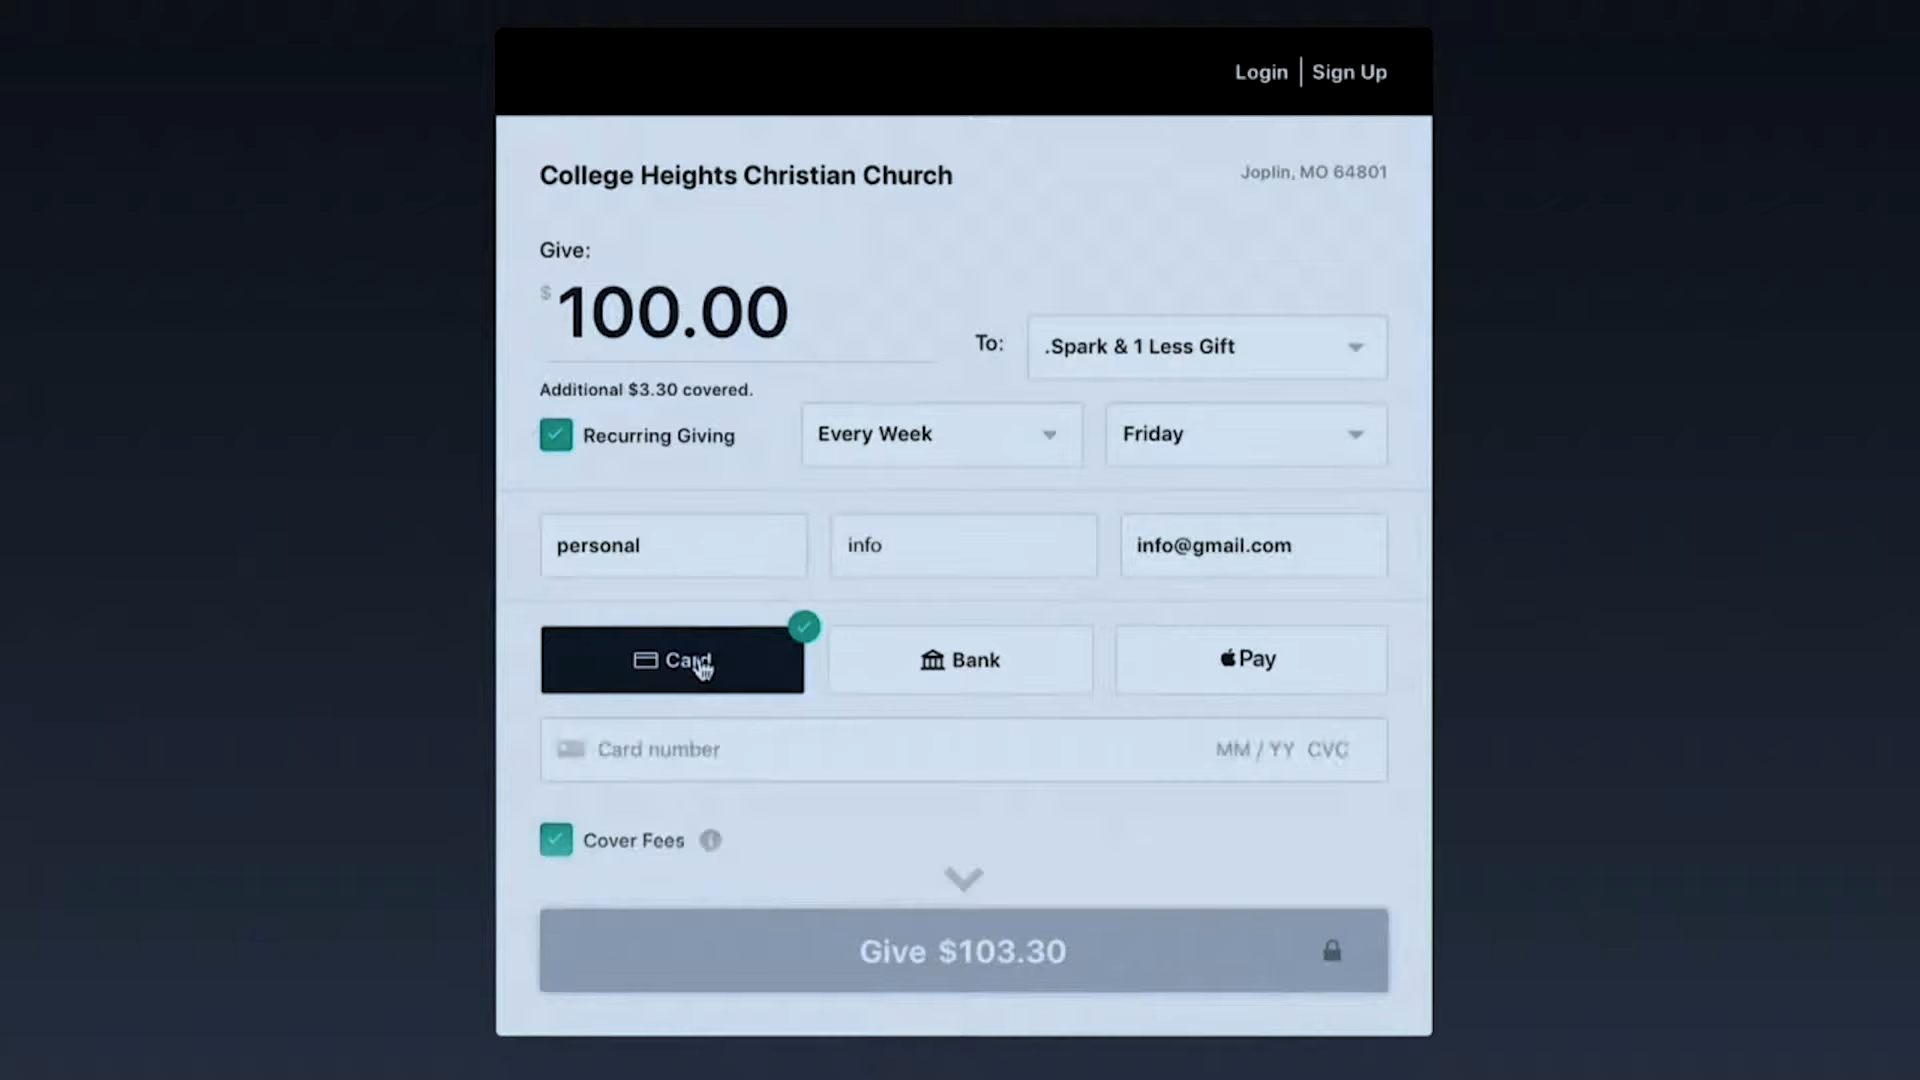 Login | Sign Up
College Heights Christian Church
Joplin, MO 64801
Give:
$100.00
To:
.Spark & 1 Less Gift
Additional $3.30 covered.
Recurring Giving
Every Week
Friday
personal
info
info@gmail.com
Card
Bank
Pay
Card number
MM / YY CVC
Cover Fees
Give $103.30